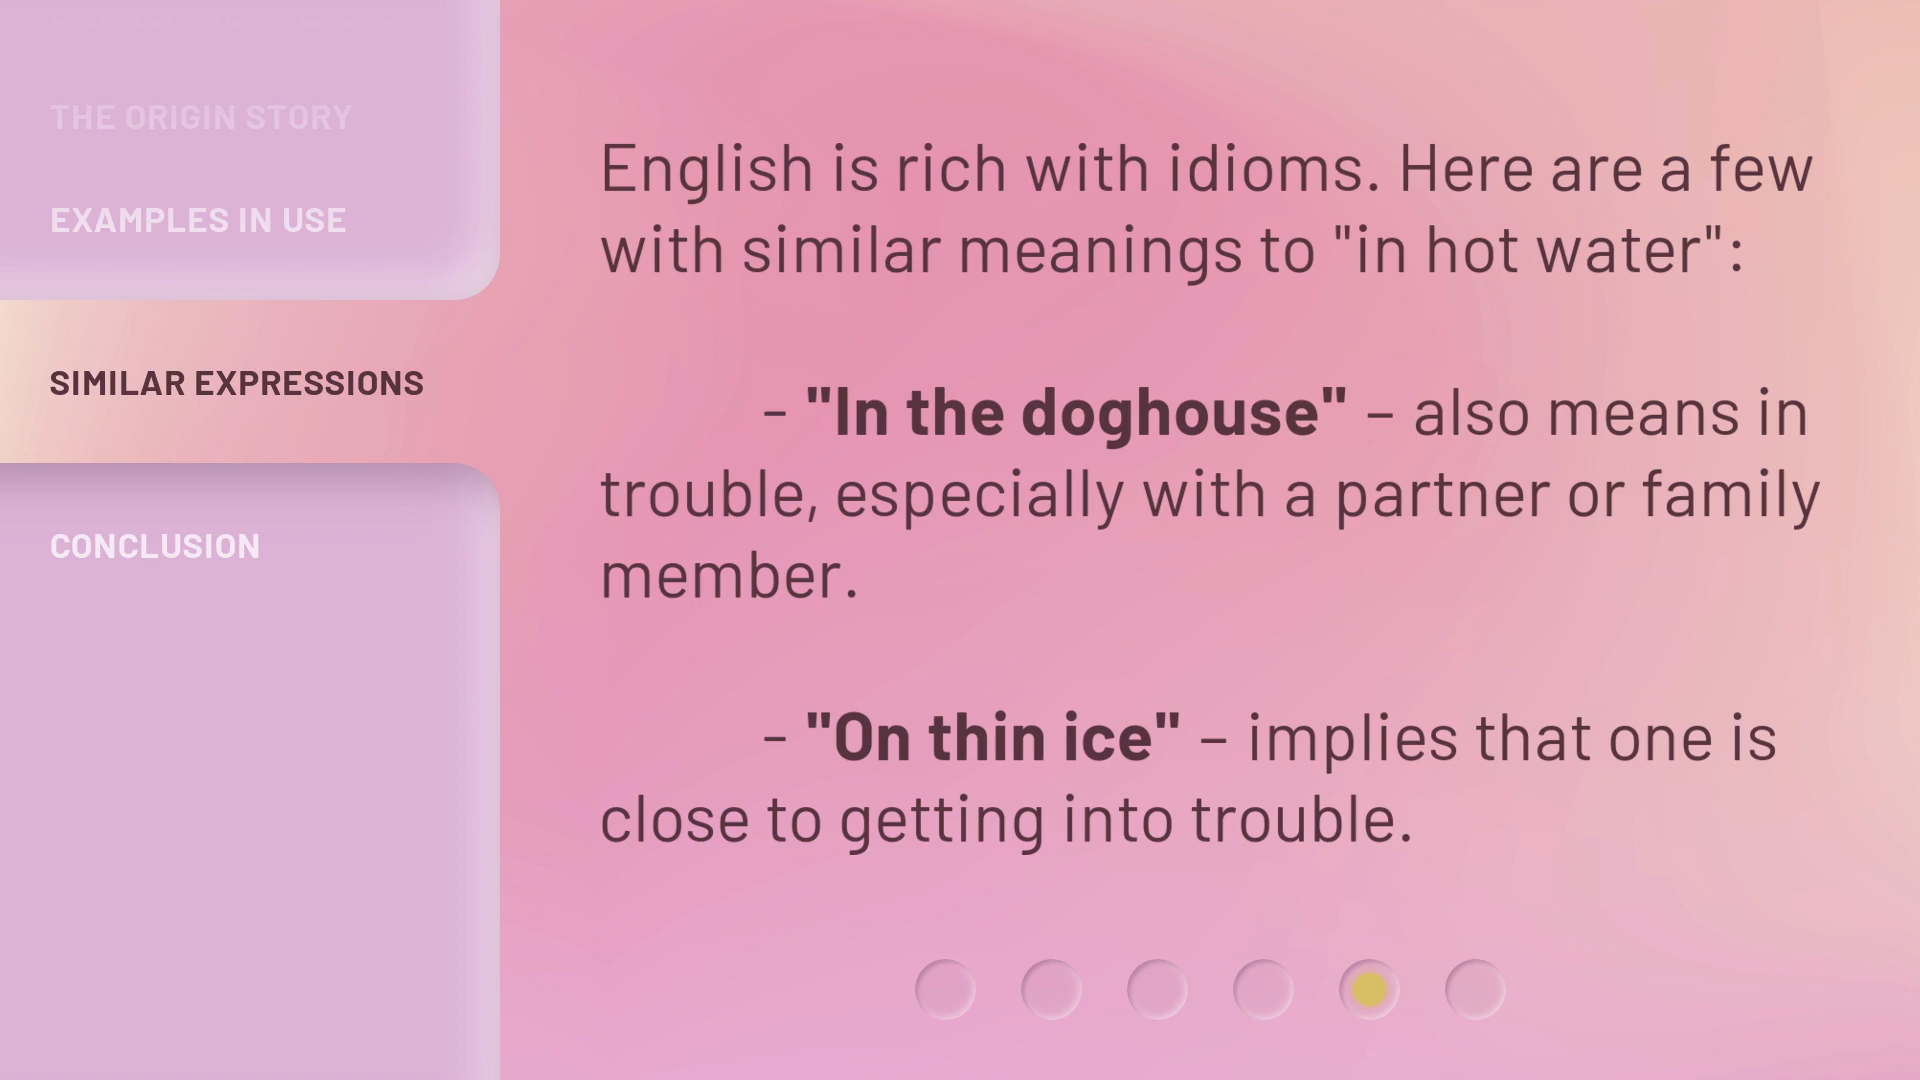 THE ORIGIN STORY
EXAMPLES IN USE
SIMILAR EXPRESSIONS
CONCLUSION
English is rich with idioms. Here are a few
with similar meanings to "in hot water":
- "In the doghouse" – also means in
trouble, especially with a partner or family
member.
- "On thin ice" – implies that one is
close to getting into trouble.